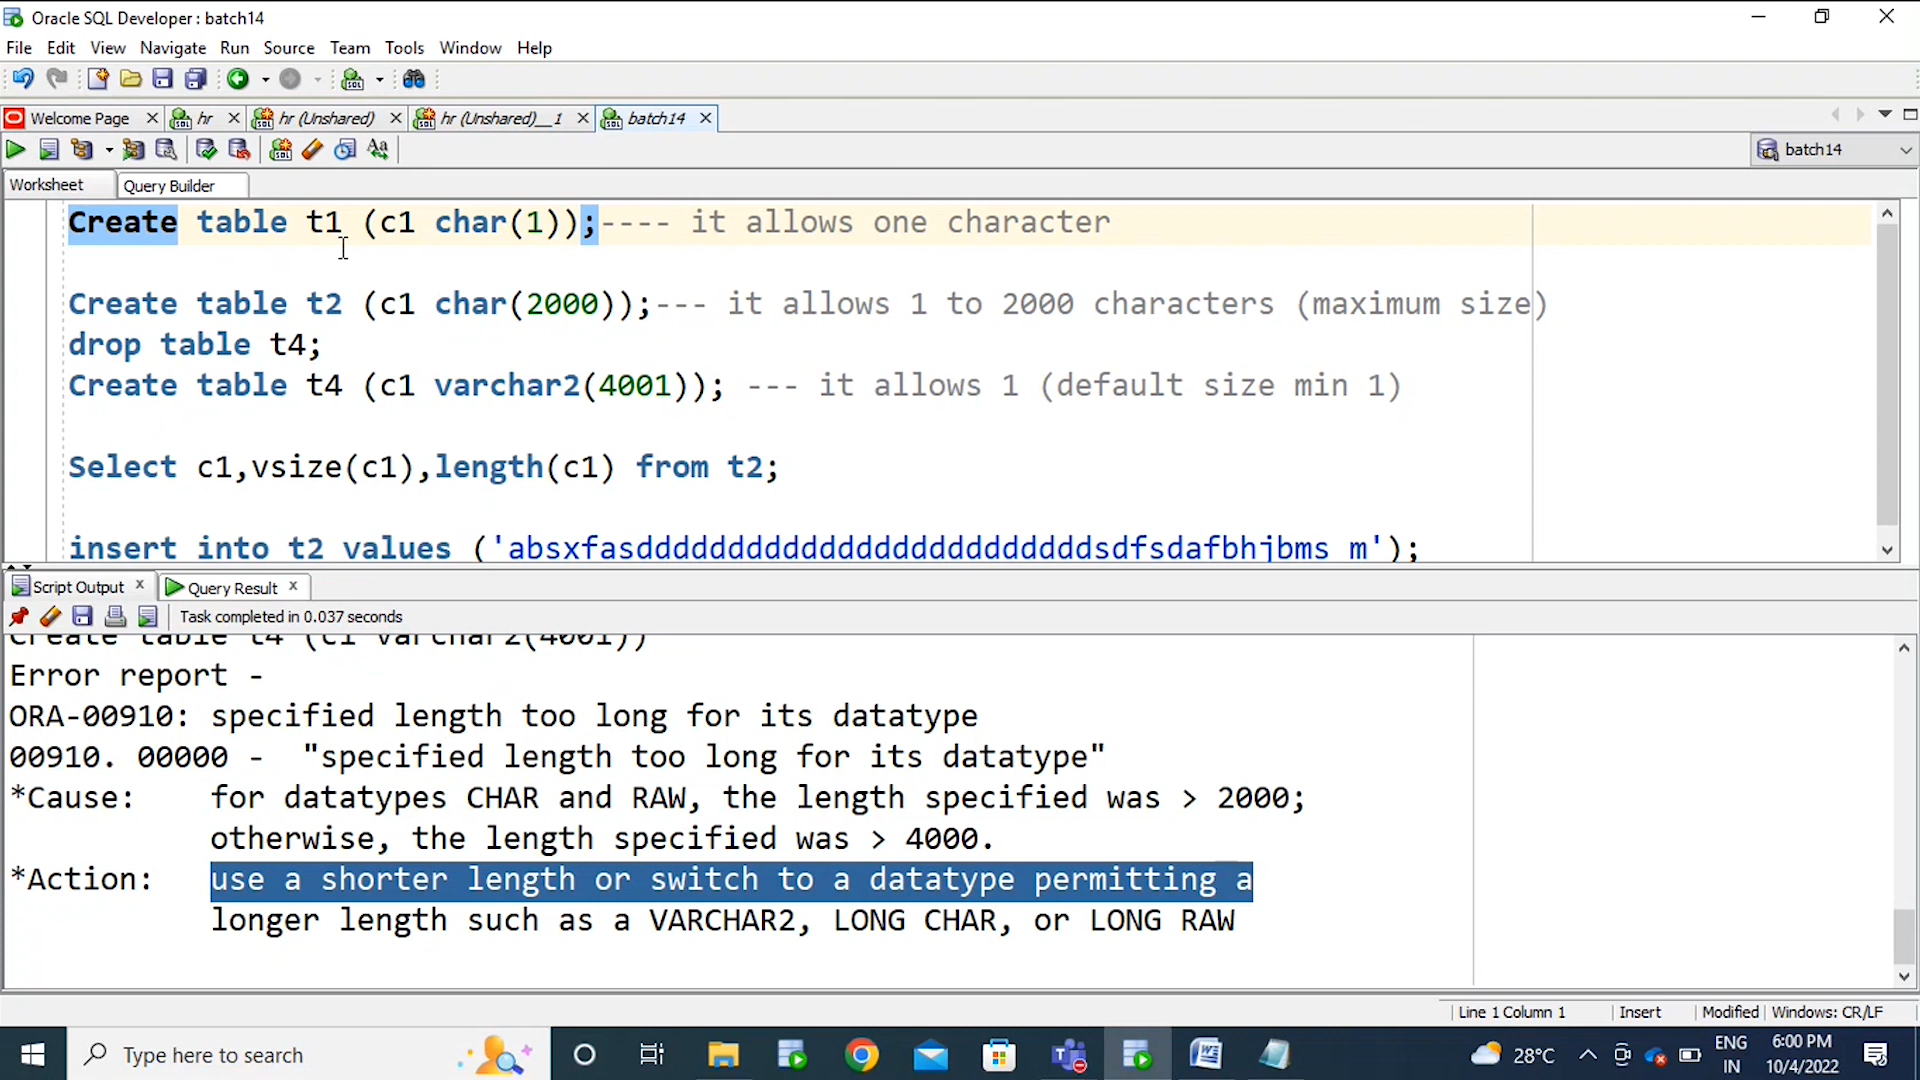 Oracle SQL Developer : batch14
File Edit View Navigate Run Source Team Tools Window Help
Welcome Page hr hr (Unshared) hr (Unshared)__1 batch14
batch14
Worksheet Query Builder
Create table t1 (c1 char(1));---- it allows one character
Create table t2 (c1 char(2000));--- it allows 1 to 2000 characters (maximum size)
drop table t4;
Create table t4 (c1 varchar2(4001)); --- it allows 1 (default size min 1)
Select c1,vsize(c1),length(c1) from t2;
insert into t2 values ('absxfasdddddddddddddddddddddddddsdfsdafbhjbms m');
Script Output Query Result
Task completed in 0.037 seconds
Create table t4 (c1 varchar2(4001))
Error report -
ORA-00910: specified length too long for its datatype
00910. 00000 - "specified length too long for its datatype"
*Cause: for datatypes CHAR and RAW, the length specified was > 2000;
otherwise, the length specified was > 4000.
*Action: use a shorter length or switch to a datatype permitting a
longer length such as a VARCHAR2, LONG CHAR, or LONG RAW
Line 1 Column 1 Insert Modified Windows: CR/LF
Type here to search
28°C
ENG
IN
6:00 PM
10/4/2022